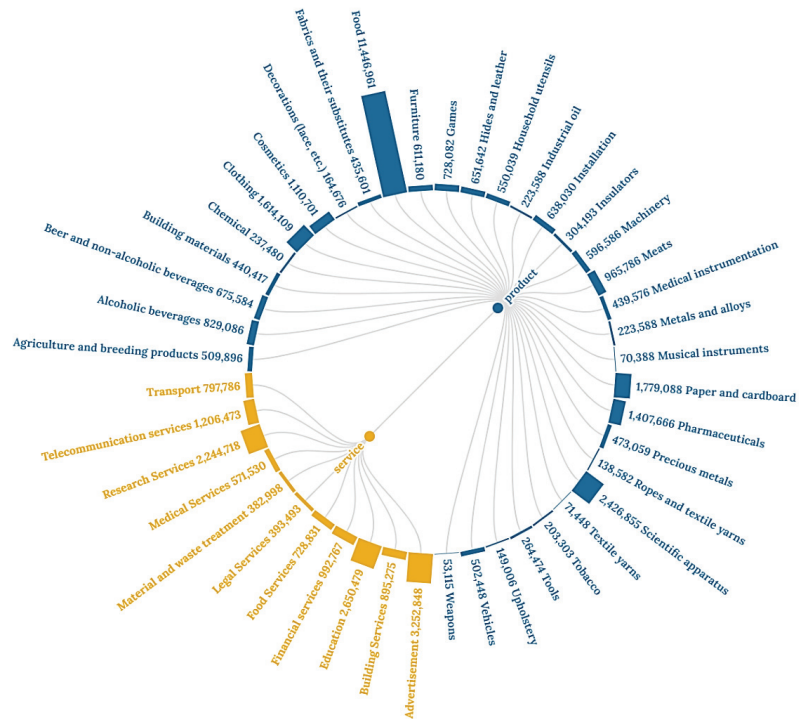 Food 11,446,961
Furniture 611,180
728,082 Games
651,642 Hides and leather
550,039 Household utensils
223,588 Industrial oil
638,030 Installation
304,193 Insulators
596,586 Machinery
965,786 Meats
439,576 Medical instrumentation
223,588 Metals and alloys
70,388 Musical instruments
1,779,088 Paper and cardboard
1,407,666 Pharmaceuticals
473,059 Precious metals
138,582 Ropes and textile yarns
2,426,855 Scientific apparatus
71,448 Textile yarns
203,303 Tobacco
264,474 Tools
149,006 Upholstery
502,448 Vehicles
53,115 Weapons
Advertisement 3,252,848
Building Services 895,275
Education 2,650,479
Financial services 992,767
Food Services 728,831
Legal Services 393,493
Material and waste treatment 382,998
Medical Services 571,530
Research Services 2,244,718
Telecommunication services 1,206,473
Transport 797,786
Agriculture and breeding products 509,896
Alcoholic beverages 829,086
Beer and non-alcoholic beverages 675,584
Building materials 440,417
Chemical 237,480
Clothing 1,614,109
Cosmetics 1,110,701
Decorations (lace, etc.) 164,676
Fabrics and their substitutes 435,601
product
service